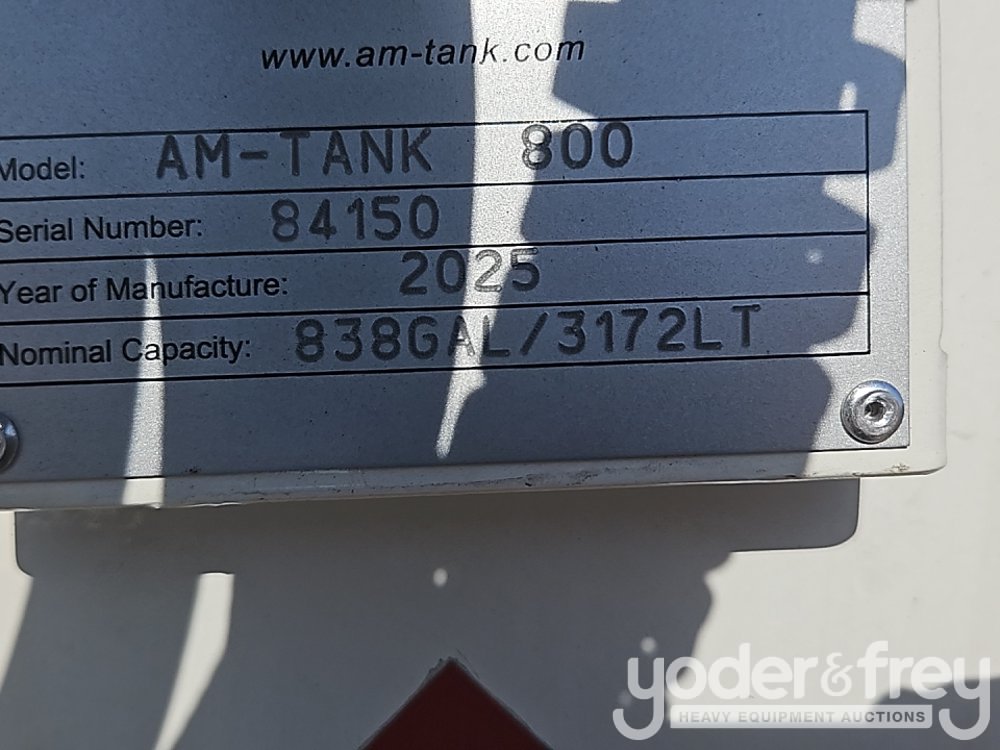 www.am-tank.com
Model: AM-TANK 800
Serial Number: 84150
Year of Manufacture: 2025
Nominal Capacity: 838GAL/3172LT
yoder&frey
HEAVY EQUIPMENT AUCTIONS